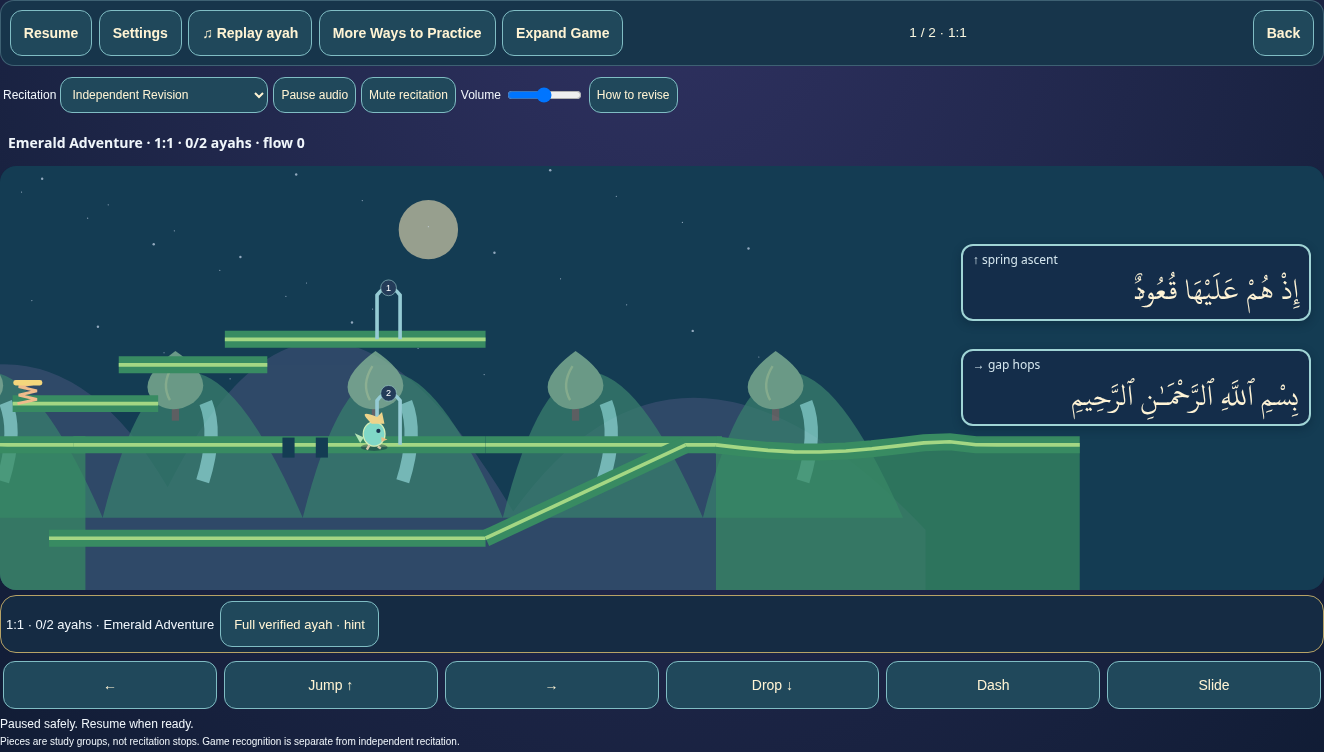 Resume Settings ♫ Replay ayah More Ways to Practice Expand Game 1 / 2 · 1:1 Back
Recitation Independent Revision Pause audio Mute recitation Volume How to revise
Emerald Adventure · 1:1 · 0/2 ayahs · flow 0
↑ spring ascent
إِذْ هُمْ عَلَيْهَا قُعُودٌ
1
→ gap hops
بِسْمِ ٱللَّهِ ٱلرَّحْمَـٰنِ ٱلرَّحِيمِ
2
1:1 · 0/2 ayahs · Emerald Adventure Full verified ayah · hint
← Jump ↑ → Drop ↓ Dash Slide
Paused safely. Resume when ready.
Pieces are study groups, not recitation stops. Game recognition is separate from independent recitation.